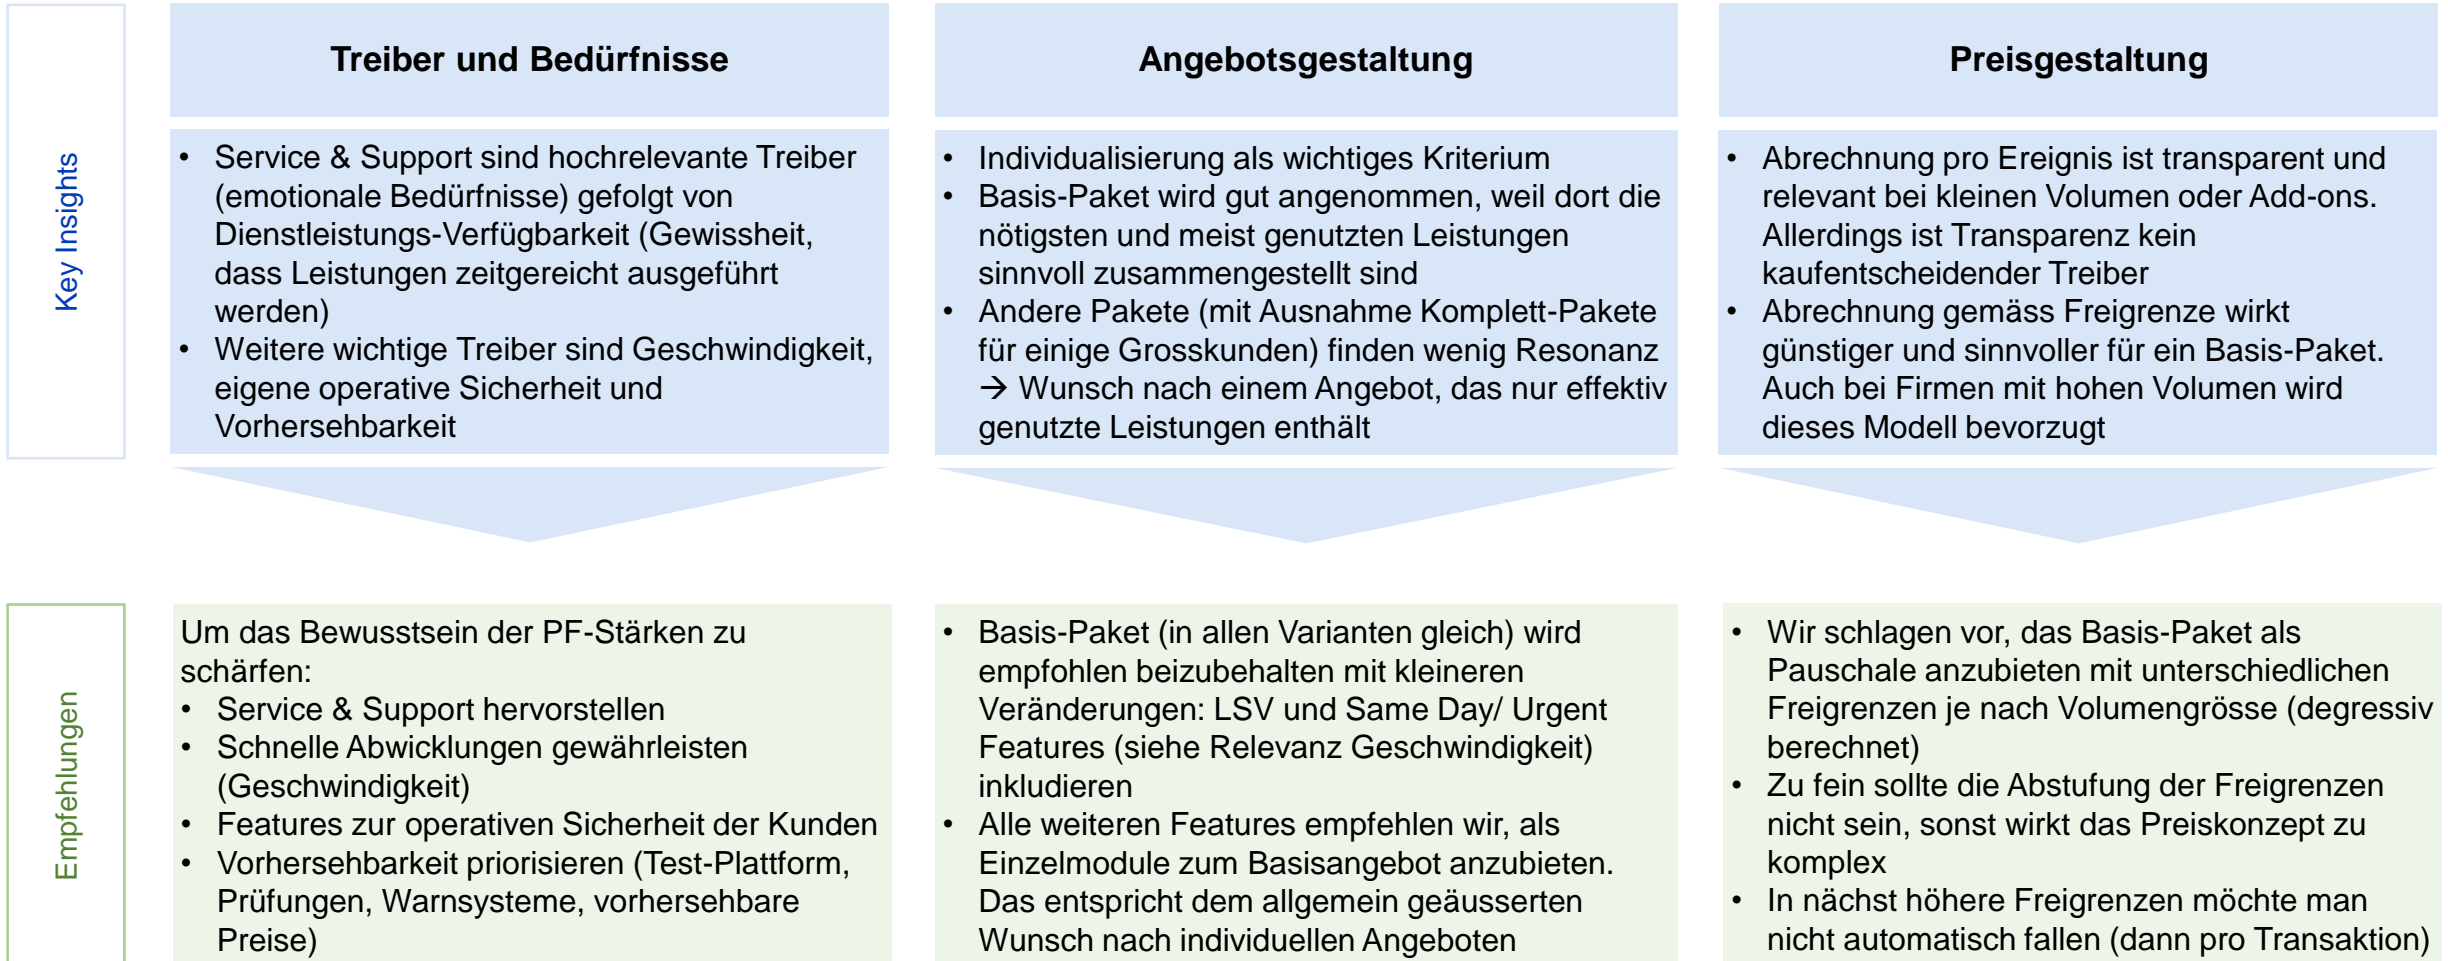 Treiber und Bedürfnisse
Angebotsgestaltung
Preisgestaltung
Key Insights
• Service & Support sind hochrelevante Treiber
(emotionale Bedürfnisse) gefolgt von
Dienstleistungs-Verfügbarkeit (Gewissheit,
dass Leistungen zeitgereicht ausgeführt
werden)
• Weitere wichtige Treiber sind Geschwindigkeit,
eigene operative Sicherheit und
Vorhersehbarkeit
• Individualisierung als wichtiges Kriterium
• Basis-Paket wird gut angenommen, weil dort die
nötigsten und meist genutzten Leistungen
sinnvoll zusammengestellt sind
• Andere Pakete (mit Ausnahme Komplett-Pakete
für einige Grosskunden) finden wenig Resonanz
→ Wunsch nach einem Angebot, das nur effektiv
genutzte Leistungen enthält
• Abrechnung pro Ereignis ist transparent und
relevant bei kleinen Volumen oder Add-ons.
Allerdings ist Transparenz kein
kaufentscheidender Treiber
• Abrechnung gemäss Freigrenze wirkt
günstiger und sinnvoller für ein Basis-Paket.
Auch bei Firmen mit hohen Volumen wird
dieses Modell bevorzugt
Empfehlungen
Um das Bewusstsein der PF-Stärken zu
schärfen:
• Service & Support hervorstellen
• Schnelle Abwicklungen gewährleisten
(Geschwindigkeit)
• Features zur operativen Sicherheit der Kunden
• Vorhersehbarkeit priorisieren (Test-Plattform,
Prüfungen, Warnsysteme, vorhersehbare
Preise)
• Basis-Paket (in allen Varianten gleich) wird
empfohlen beizubehalten mit kleineren
Veränderungen: LSV und Same Day/ Urgent
Features (siehe Relevanz Geschwindigkeit)
inkludieren
• Alle weiteren Features empfehlen wir, als
Einzelmodule zum Basisangebot anzubieten.
Das entspricht dem allgemein geäusserten
Wunsch nach individuellen Angeboten
• Wir schlagen vor, das Basis-Paket als
Pauschale anzubieten mit unterschiedlichen
Freigrenzen je nach Volumengrösse (degressiv
berechnet)
• Zu fein sollte die Abstufung der Freigrenzen
nicht sein, sonst wirkt das Preiskonzept zu
komplex
• In nächst höhere Freigrenzen möchte man
nicht automatisch fallen (dann pro Transaktion)